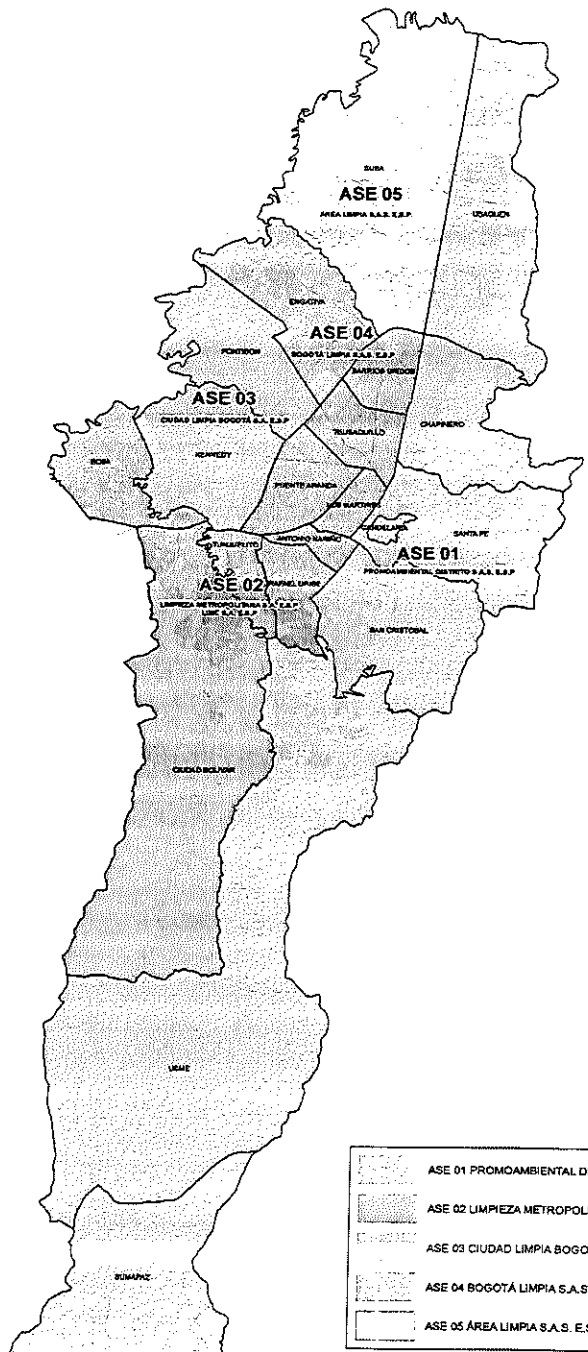 SUBA
ASE 05
ÁREA LIMPIA S.A.S. E.S.P
USAQUEN
ENGATIVA
ASE 04
BOGOTÁ LIMPIA S.A.S. E.S.P
BARRIOS UNIDOS
FONTIBON
ASE 03
CIUDAD LIMPIA BOGOTÁ S.A. E.S.P
TEUSAQUILLO
CHAPINERO
BOSA
KENNEDY
PUENTE ARANDA
LOS MARTIRES
CANDELARIA
SANTA FE
TUNJUELITO
ANTONIO NARIÑO
ASE 01
PROMOAMBIENTAL DISTRITO S.A.S. E.S.P
ASE 02
RAFAEL URIBE
LIMPIEZA METROPOLITANA S.A. E.S.P
LIME S.A. E.S.P
SAN CRISTOBAL
CIUDAD BOLIVAR
USME
SUMAPAZ
ASE 01 PROMOAMBIENTAL D
ASE 02 LIMPIEZA METROPOL
ASE 03 CIUDAD LIMPIA BOGO
ASE 04 BOGOTÁ LIMPIA S.A.S
ASE 05 ÁREA LIMPIA S.A.S. E.S